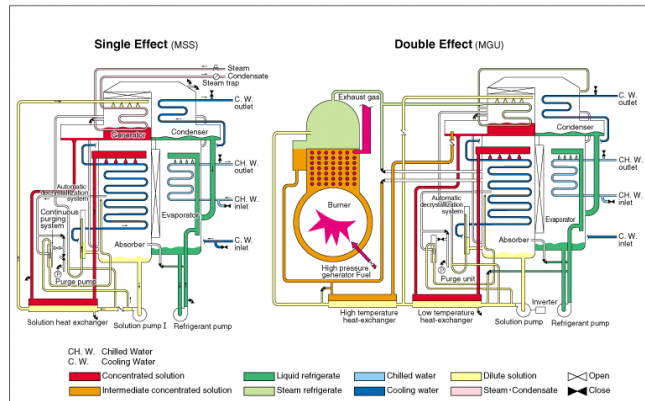 Single Effect (MSS)
Steam
Condensate
Steam trap
C. W.
outlet
Generator
Condenser
CH. W.
outlet
Automatic
decrystallization
system
Continuous
purging
system
CH. W.
inlet
Evaporator
C. W.
inlet
Absorber
Purge pump
Solution heat exchanger
Solution pump I
Refrigerant pump
Double Effect (MGU)
Exhaust gas
C. W.
outlet
Condenser
CH. W.
outlet
Automatic
decrystallization
system
Burner
CH. W.
inlet
Evaporator
C. W.
inlet
Absorber
High pressure
generator Fuel
Purge unit
Inverter
High temperature
heat-exchanger
Low temperature
heat-exchanger
Solution pump
Refrigerant pump
CH. W. Chilled Water
C. W. Cooling Water
Concentrated solution
Liquid refrigerate
Chilled water
Dilute solution
Open
Intermediate concentrated solution
Steam refrigerate
Cooling water
Steam・Condensate
Close